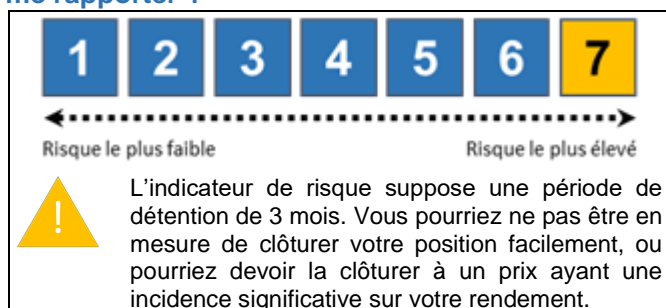 me rapporter ?
1 2 3 4 5 6 7
Risque le plus faible Risque le plus élevé
!
L'indicateur de risque suppose une période de
détention de 3 mois. Vous pourriez ne pas être en
mesure de clôturer votre position facilement, ou
pourriez devoir la clôturer à un prix ayant une
incidence significative sur votre rendement.